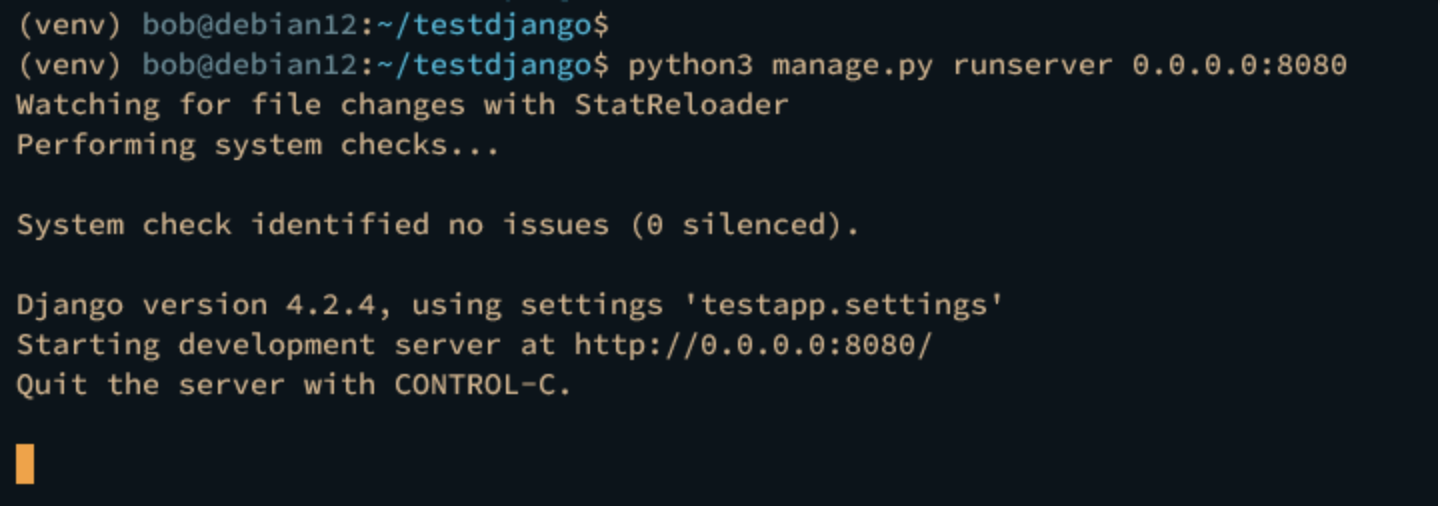 (venv) bob@debian12:~/testdjango$
(venv) bob@debian12:~/testdjango$ python3 manage.py runserver 0.0.0.0:8080
Watching for file changes with StatReloader
Performing system checks...
System check identified no issues (0 silenced).
Django version 4.2.4, using settings 'testapp.settings'
Starting development server at http://0.0.0.0:8080/
Quit the server with CONTROL-C.